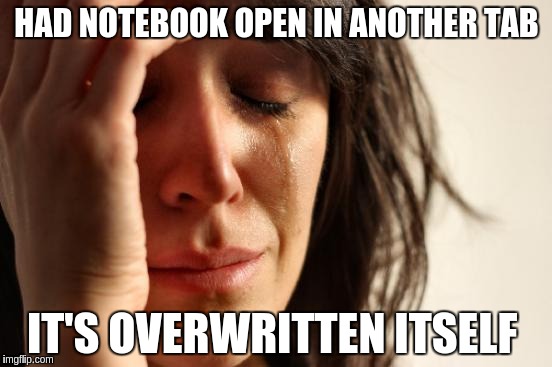 HAD NOTEBOOK OPEN IN ANOTHER TAB
IT'S OVERWRITTEN ITSELF
imgflip.com